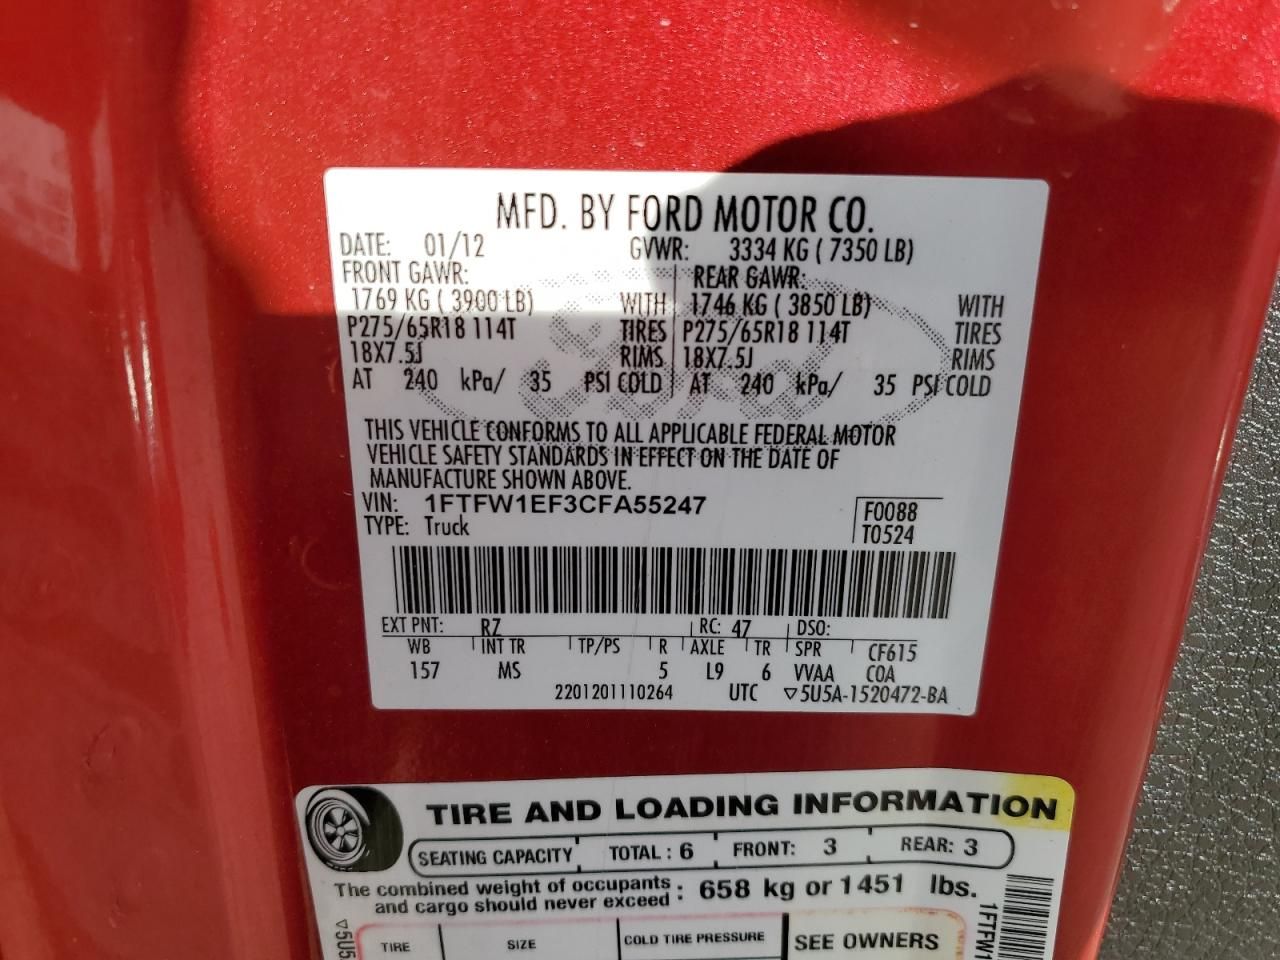 MFD. BY FORD MOTOR CO.
DATE: 01/12 GVWR: 3334 KG ( 7350 LB)
FRONT GAWR: REAR GAWR:
1769 KG ( 3900 LB) WITH 1746 KG ( 3850 LB) WITH
P275/65R18 114T TIRES P275/65R18 114T TIRES
18X7.5J RIMS 18X7.5J RIMS
AT 240 kPa/ 35 PSI COLD AT 240 kPa/ 35 PSI COLD
THIS VEHICLE CONFORMS TO ALL APPLICABLE FEDERAL MOTOR
VEHICLE SAFETY STANDARDS IN EFFECT ON THE DATE OF
MANUFACTURE SHOWN ABOVE.
VIN: 1FTFW1EF3CFA55247
TYPE: Truck
F0088
T0524
EXT PNT: RZ RC: 47 DSO:
WB INT TR TP/PS R AXLE TR SPR CF615
157 MS 5 L9 6 VVAA COA
2201201110264 UTC ▽5U5A-1520472-BA
TIRE AND LOADING INFORMATION
SEATING CAPACITY TOTAL : 6 FRONT: 3 REAR: 3
The combined weight of occupants
and cargo should never exceed : 658 kg or 1451 lbs.
TIRE SIZE COLD TIRE PRESSURE SEE OWNERS
▽5U5
1FTFW1